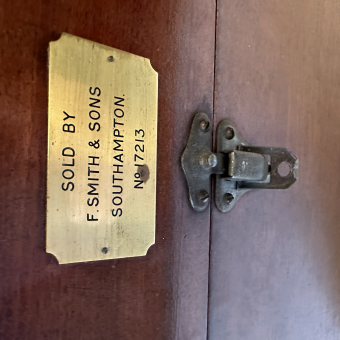 SOLD BY
F. SMITH & SONS
SOUTHAMPTON.
No 17213